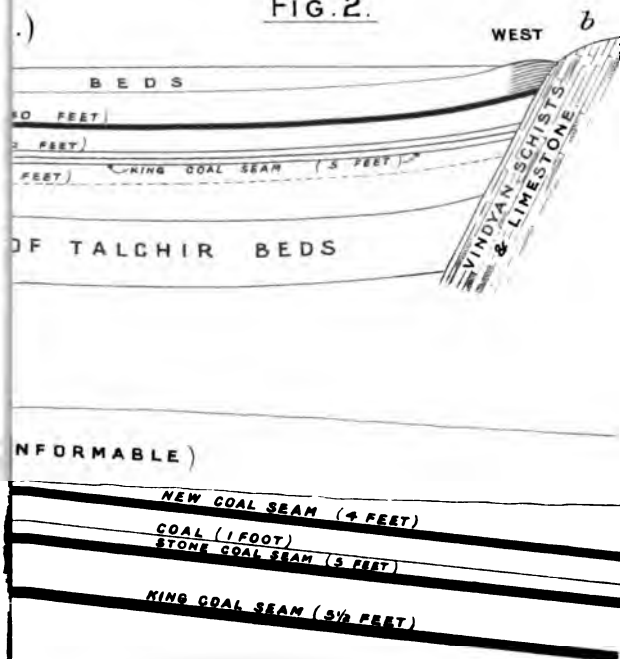 .)
FIG. 2.
WEST
b
BEDS
0 FEET)
FEET)
KING COAL SEAM (5 FEET)
FEET)
VINDYAN SCHISTS
& LIMESTONE
OF TALCHIR BEDS
NFORMABLE)
NEW COAL SEAM (4 FEET)
COAL (1 FOOT)
STONE COAL SEAM (5 FEET)
KING COAL SEAM (5½ FEET)